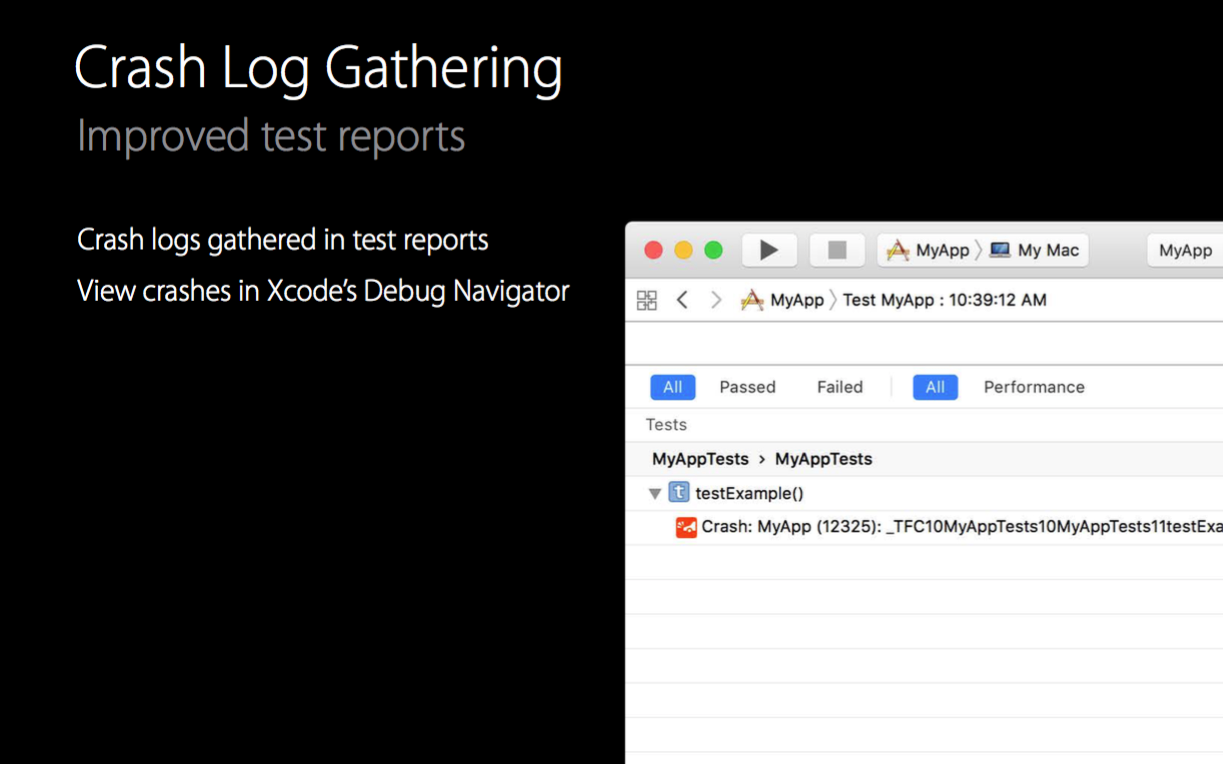 Crash Log Gathering
Improved test reports
Crash logs gathered in test reports
View crashes in Xcode's Debug Navigator
MyApp 〉 My Mac MyApp
MyApp 〉 Test MyApp : 10:39:12 AM
All Passed Failed All Performance
Tests
MyAppTests › MyAppTests
t testExample()
Crash: MyApp (12325): _TFC10MyAppTests10MyAppTests11testExa